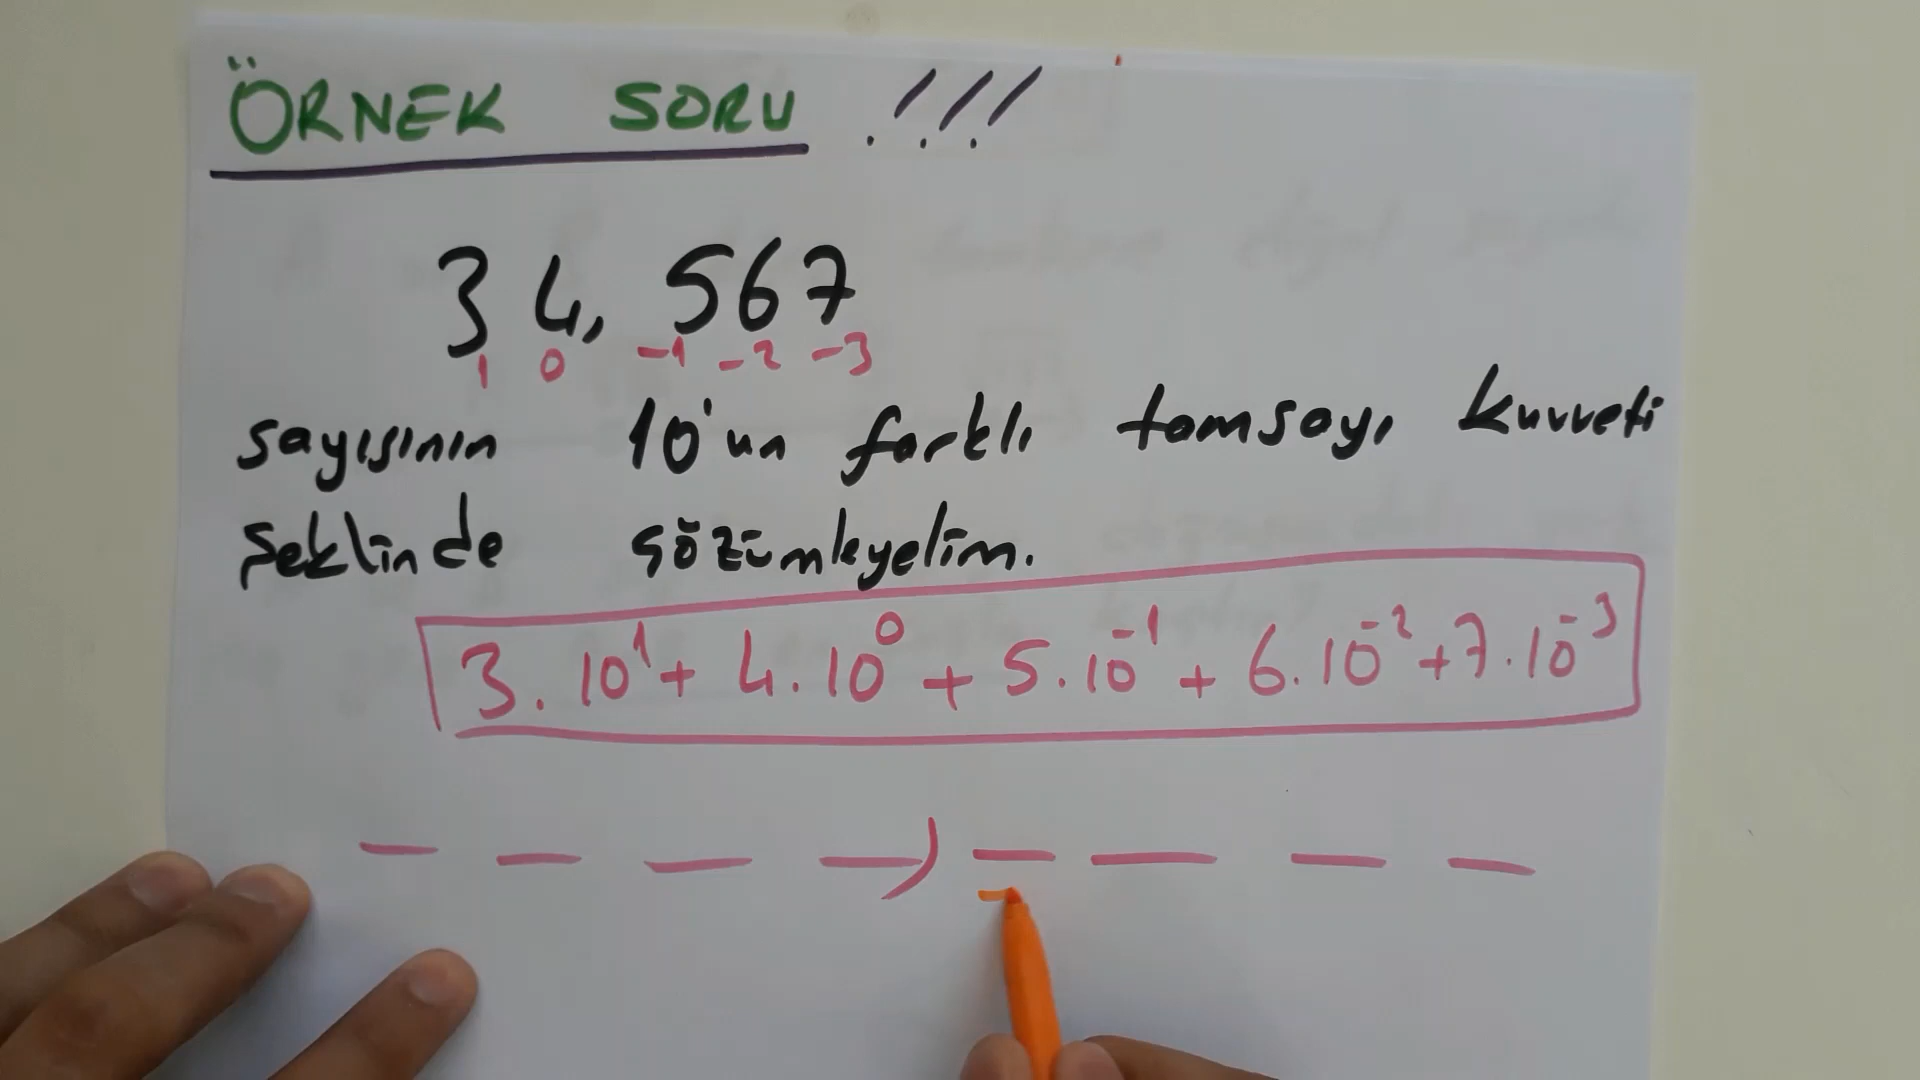 ÖRNEK SORU !!!
34,567
1 0 -1 -2 -3
sayısının 10'un farklı tamsayı kuvveti
şeklinde çözümleyelim.
3.10¹ + 4.10⁰ + 5.10⁻¹ + 6.10⁻² + 7.10⁻³
— — — — , — — — —